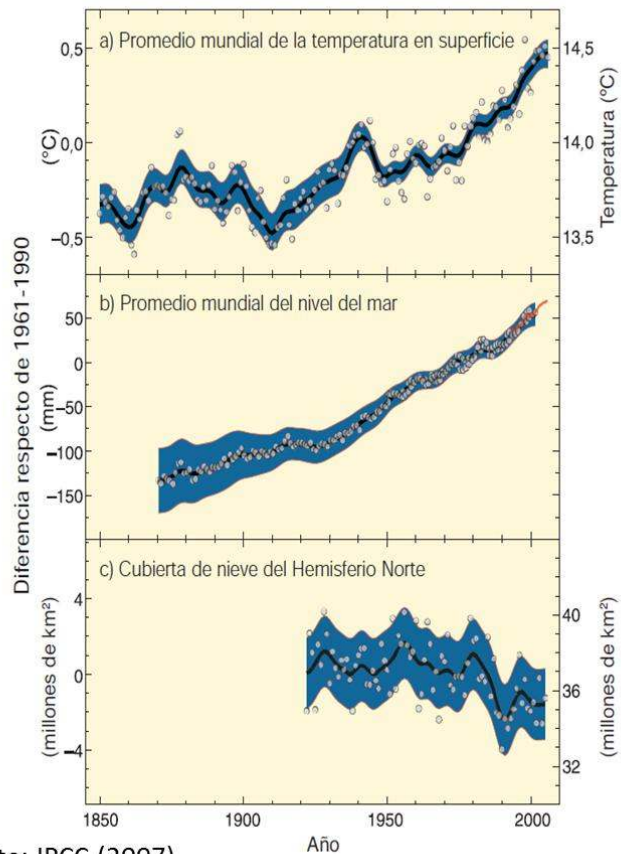 a) Promedio mundial de la temperatura en superficie
0,5
0,0
−0,5
(°C)
14,5
14,0
13,5
Temperatura (°C)
Diferencia respecto de 1961-1990
b) Promedio mundial del nivel del mar
50
0
−50
−100
−150
(mm)
c) Cubierta de nieve del Hemisferio Norte
4
0
−4
(millones de km²)
40
36
32
(millones de km²)
1850 1900 1950 2000
Año
IPCC (2007)